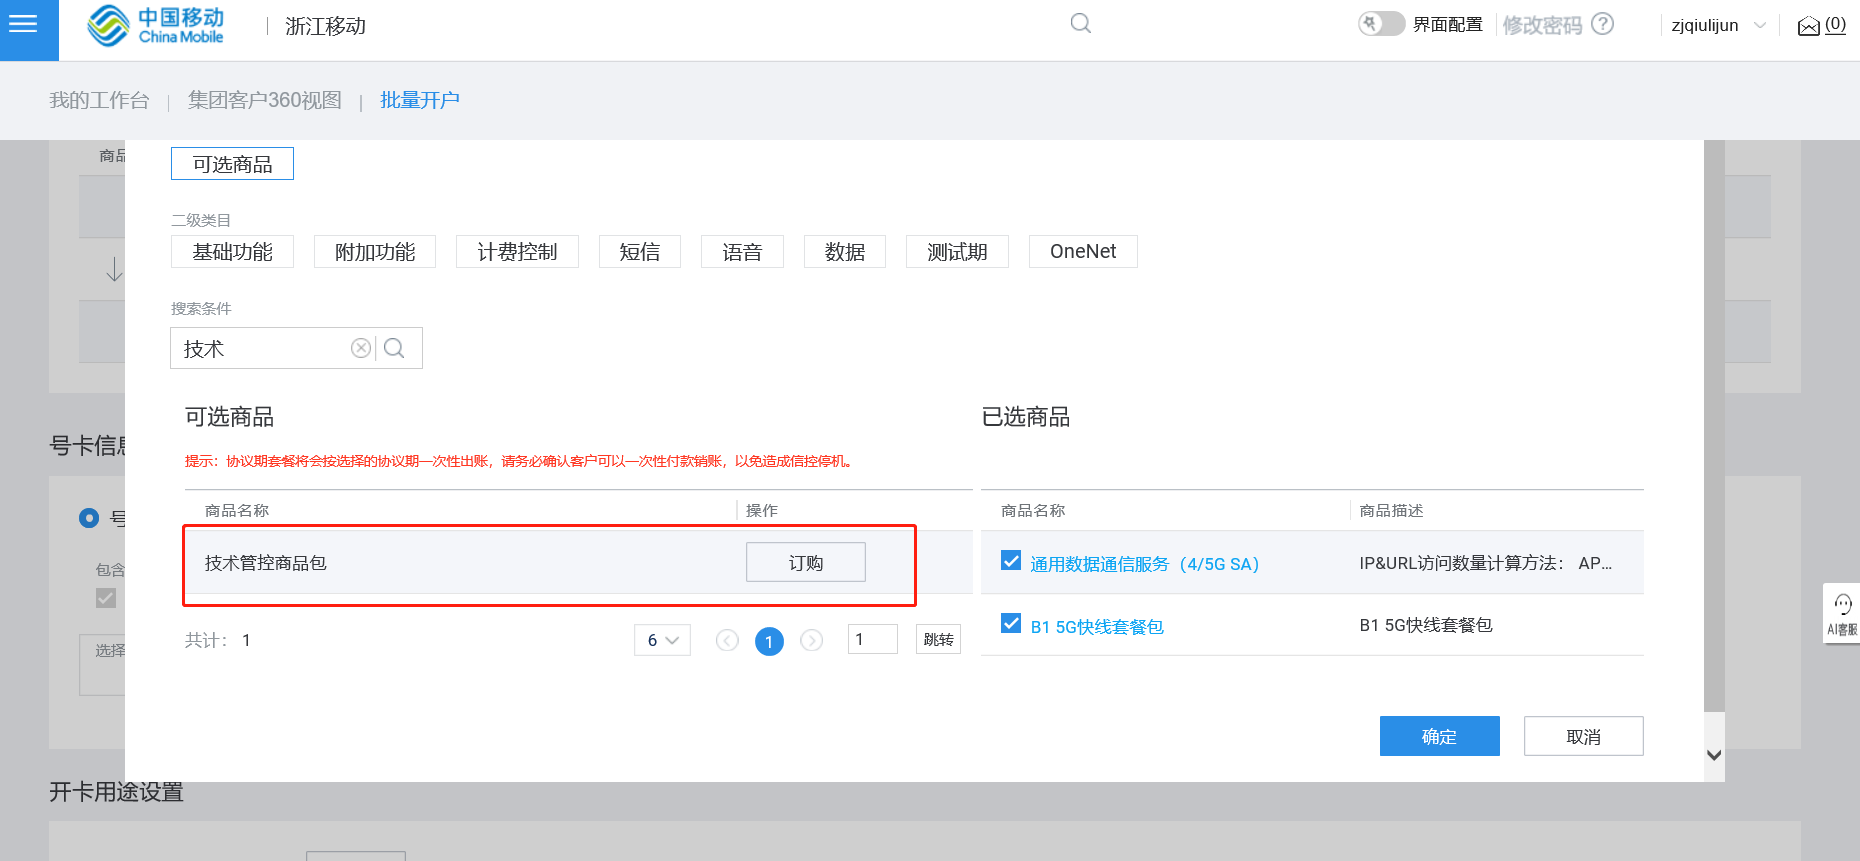 中国移动
China Mobile
浙江移动
界面配置
修改密码
zjqiulijun
(0)
我的工作台 | 集团客户360视图 | 批量开户
商品
可选商品
二级类目
基础功能 附加功能 计费控制 短信 语音 数据 测试期 OneNet
搜索条件
技术
可选商品
已选商品
号卡信息
提示：协议期套餐将会按选择的协议期一次性出账，请务必确认客户可以一次性付款销账，以免造成信控停机。
商品名称 操作
商品名称 商品描述
号
技术管控商品包 订购
通用数据通信服务（4/5G SA） IP&URL访问数量计算方法： AP...
包含
B1 5G快线套餐包 B1 5G快线套餐包
AI客服
共计： 1 6 1 1 跳转
选择
确定 取消
开卡用途设置